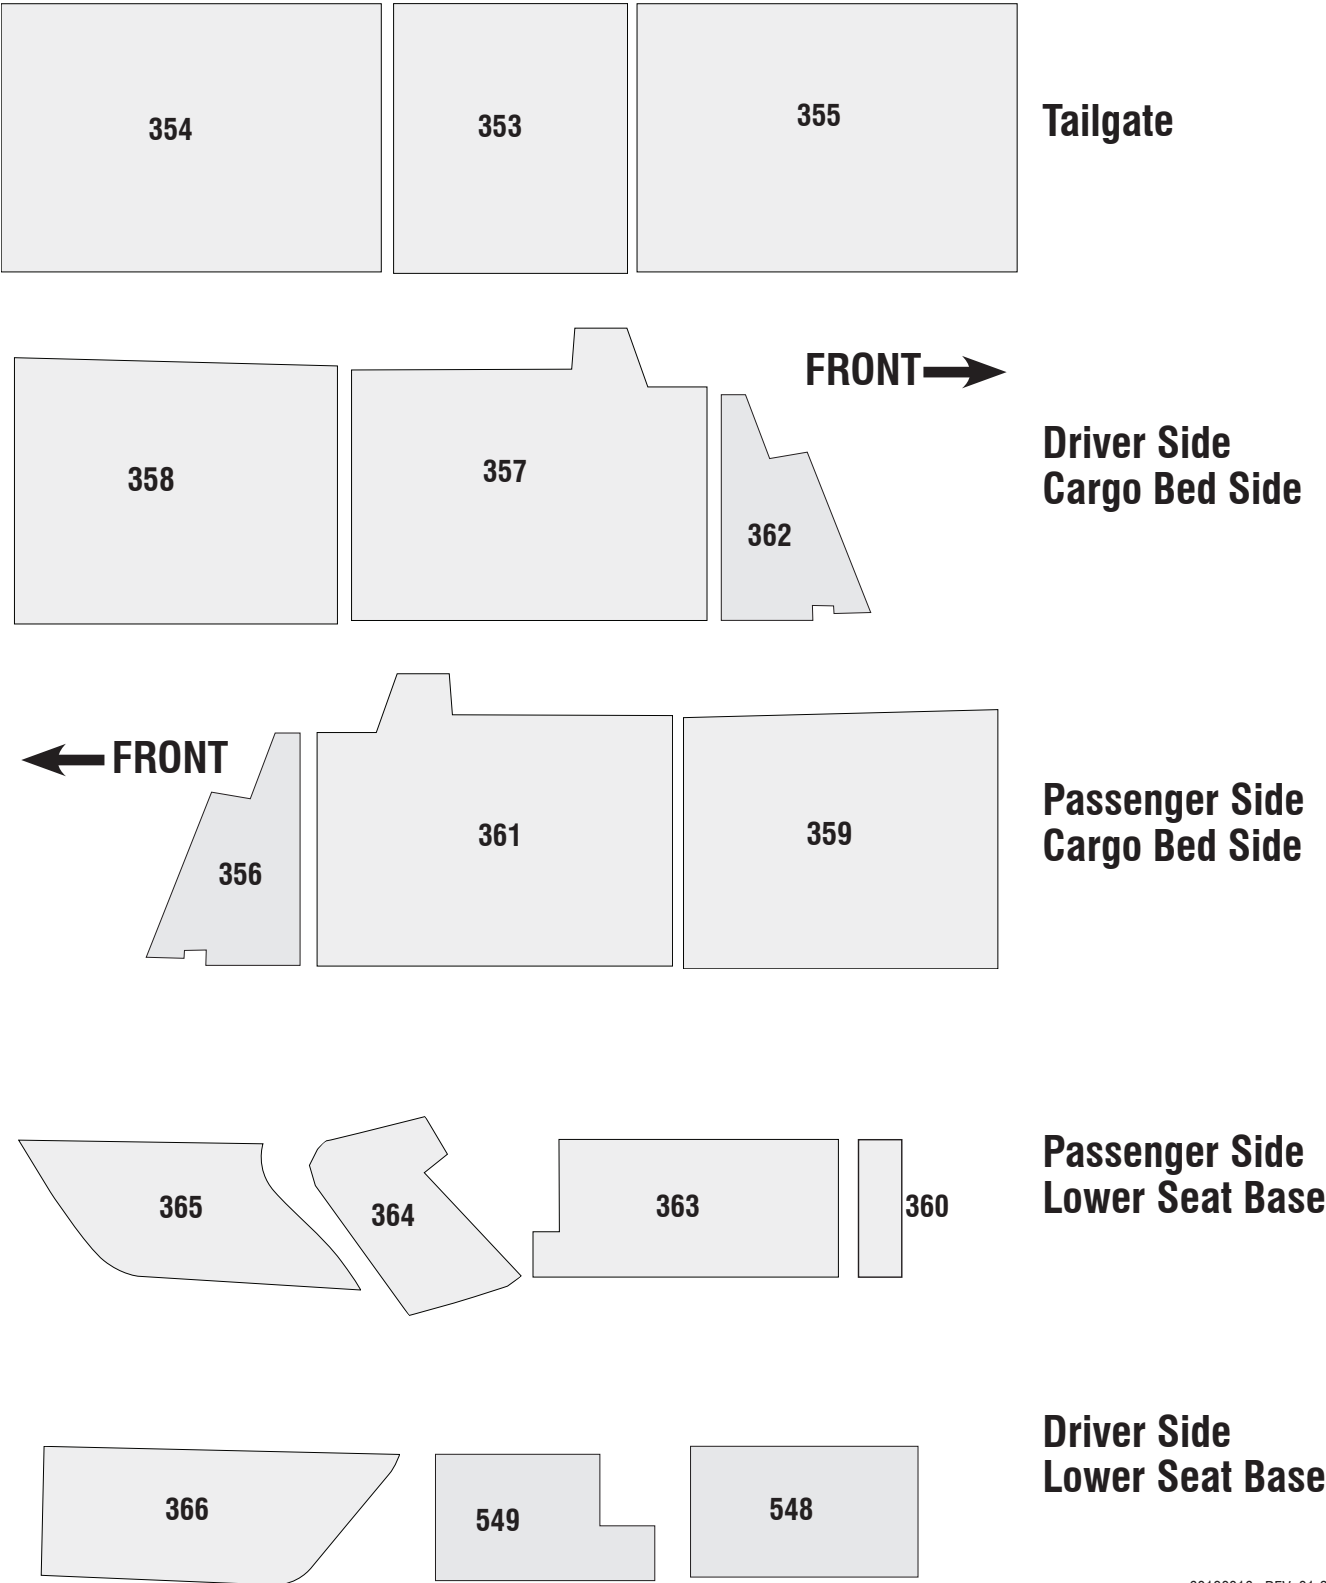 354
353
355
Tailgate
FRONT
358
357
362
Driver Side
Cargo Bed Side
FRONT
356
361
359
Passenger Side
Cargo Bed Side
365
364
363
360
Passenger Side
Lower Seat Base
366
549
548
Driver Side
Lower Seat Base